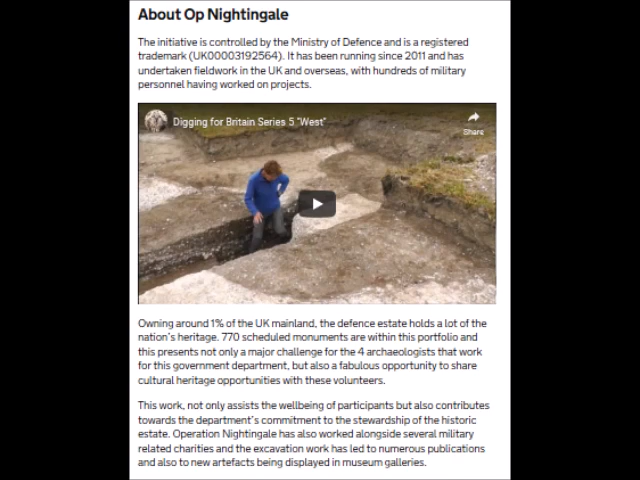 About Op Nightingale
The initiative is controlled by the Ministry of Defence and is a registered
trademark (UK00003192564). It has been running since 2011 and has
undertaken fieldwork in the UK and overseas, with hundreds of military
personnel having worked on projects.
Digging for Britain Series 5 "West"
Share
Owning around 1% of the UK mainland, the defence estate holds a lot of the
nation's heritage. 770 scheduled monuments are within this portfolio and
this presents not only a major challenge for the 4 archaeologists that work
for this government department, but also a fabulous opportunity to share
cultural heritage opportunities with these volunteers.
This work, not only assists the wellbeing of participants but also contributes
towards the department's commitment to the stewardship of the historic
estate. Operation Nightingale has also worked alongside several military
related charities and the excavation work has led to numerous publications
and also to new artefacts being displayed in museum galleries.